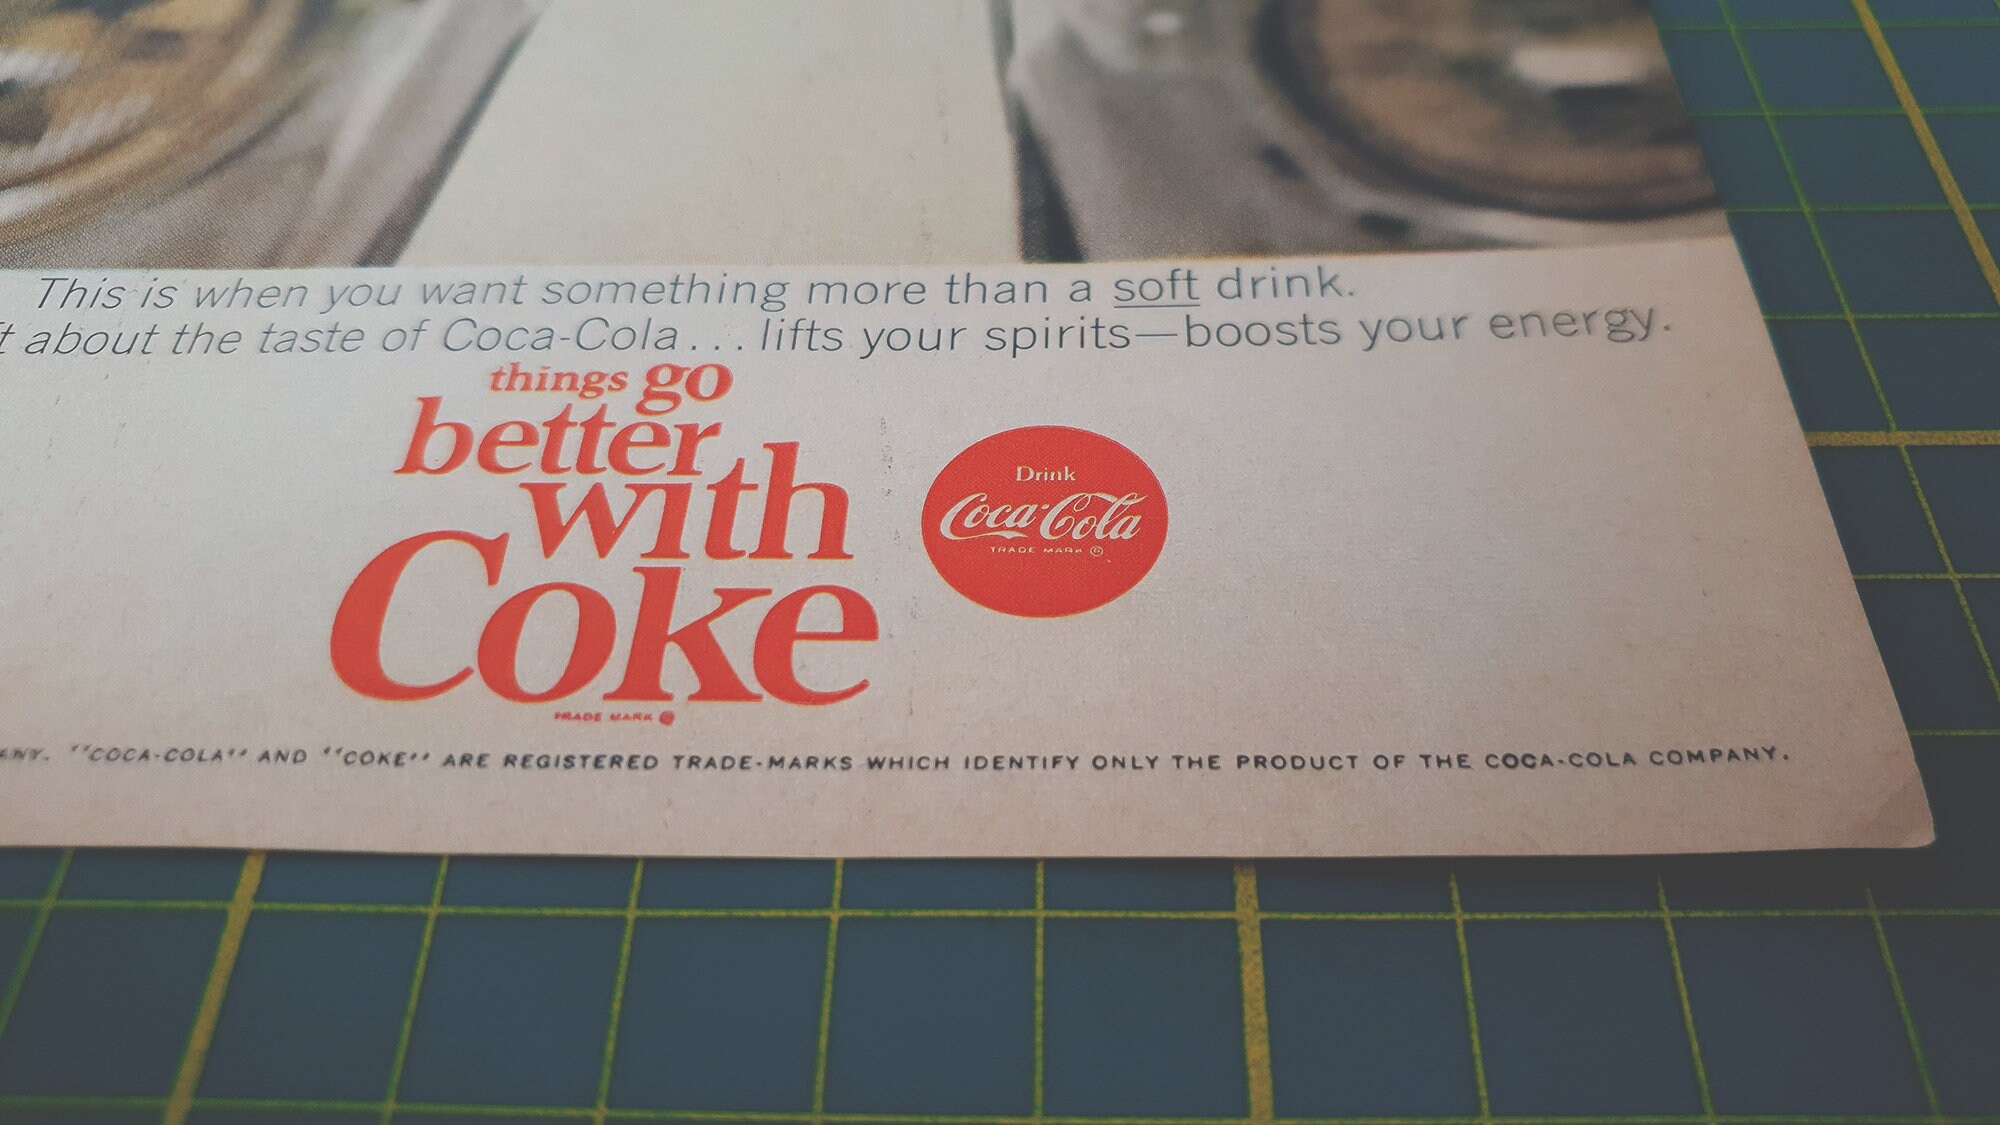 This is when you want something more than a soft drink.
about the taste of Coca-Cola... lifts your spirits—boosts your energy.
things go
better
with
Coke
TRADE MARK ®
Drink
Coca-Cola
TRADE MARK ®
"COCA-COLA" AND "COKE" ARE REGISTERED TRADE-MARKS WHICH IDENTIFY ONLY THE PRODUCT OF THE COCA-COLA COMPANY.